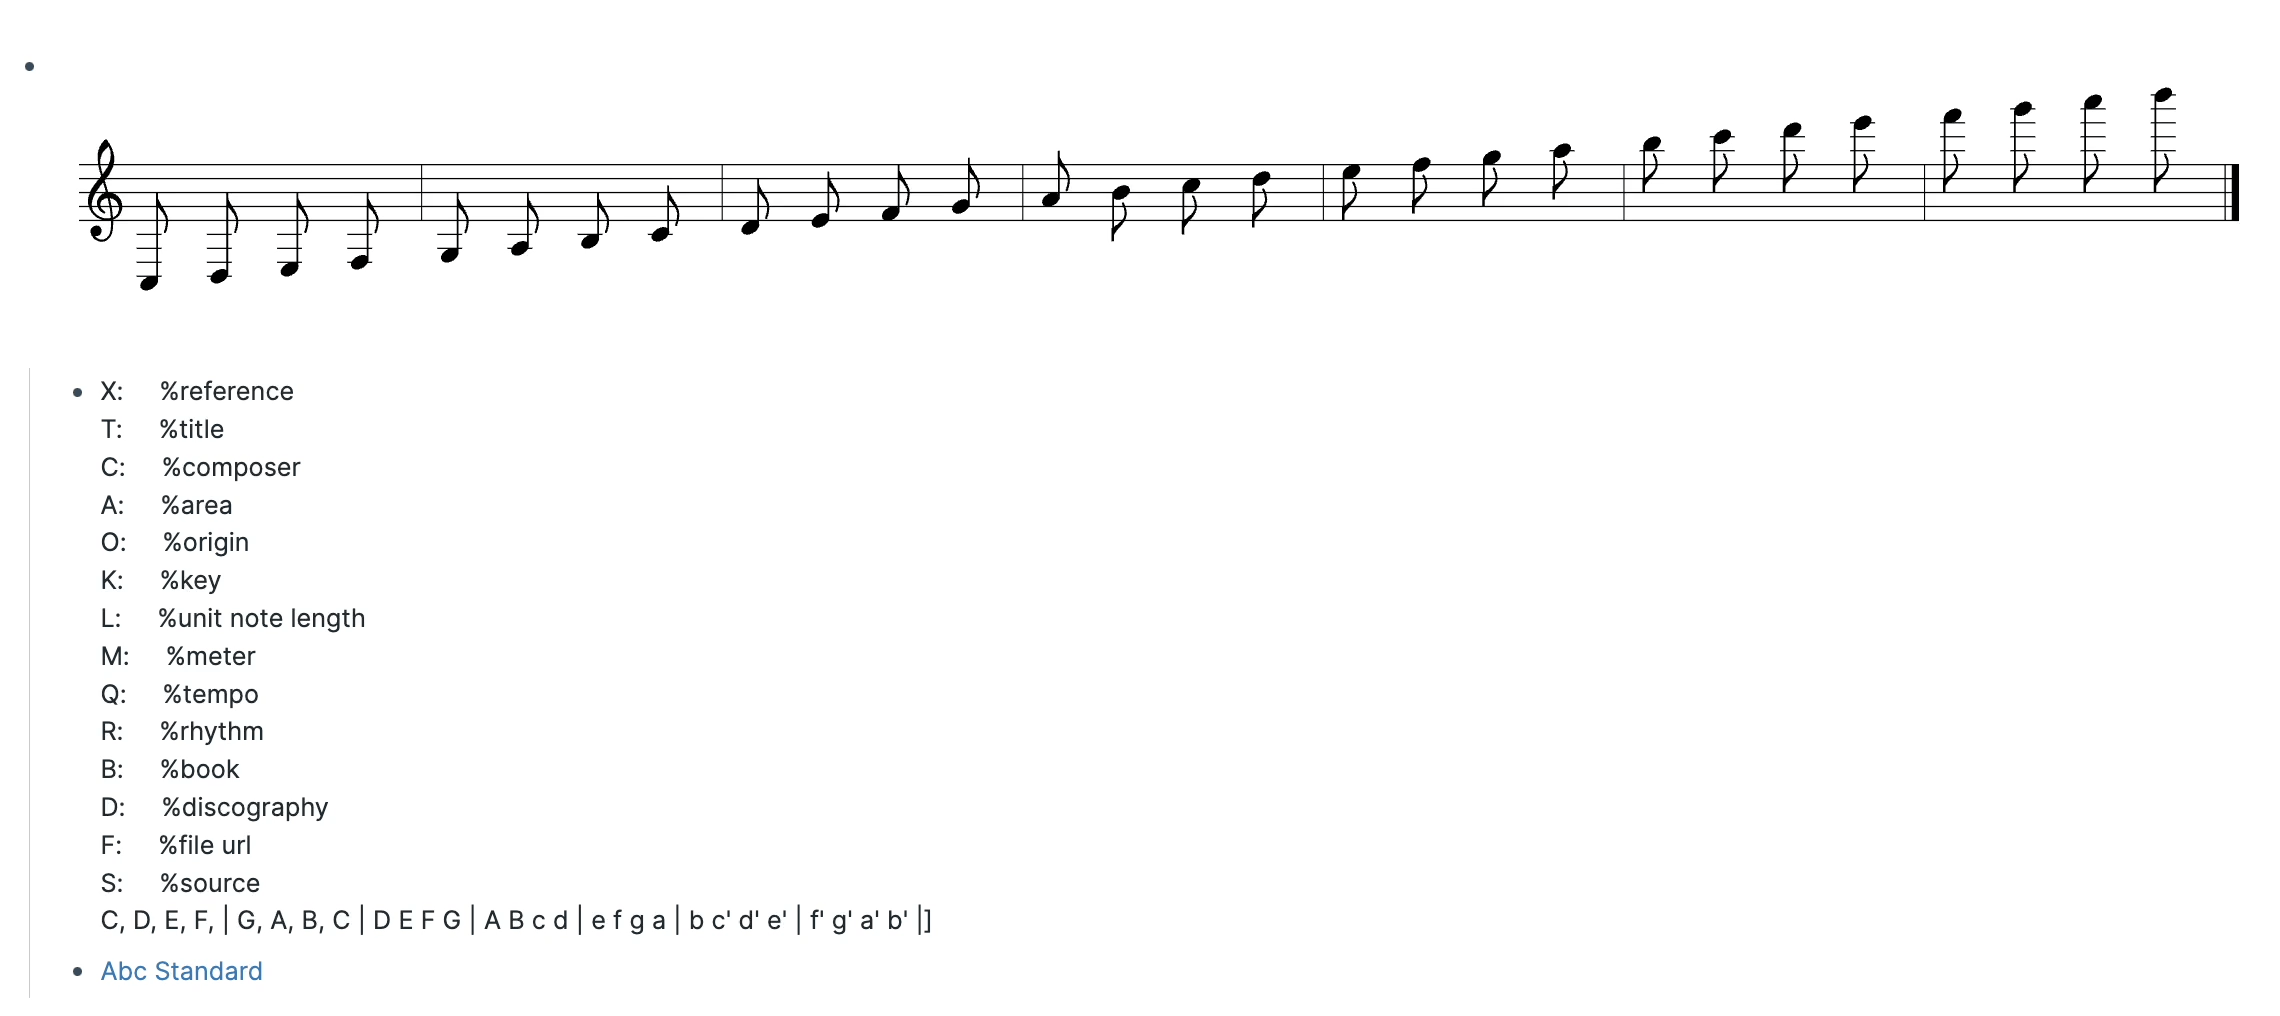 X: %reference
T: %title
C: %composer
A: %area
O: %origin
K: %key
L: %unit note length
M: %meter
Q: %tempo
R: %rhythm
B: %book
D: %discography
F: %file url
S: %source
C, D, E, F, | G, A, B, C | D E F G | A B c d | e f g a | b c' d' e' | f' g' a' b' |]
Abc Standard